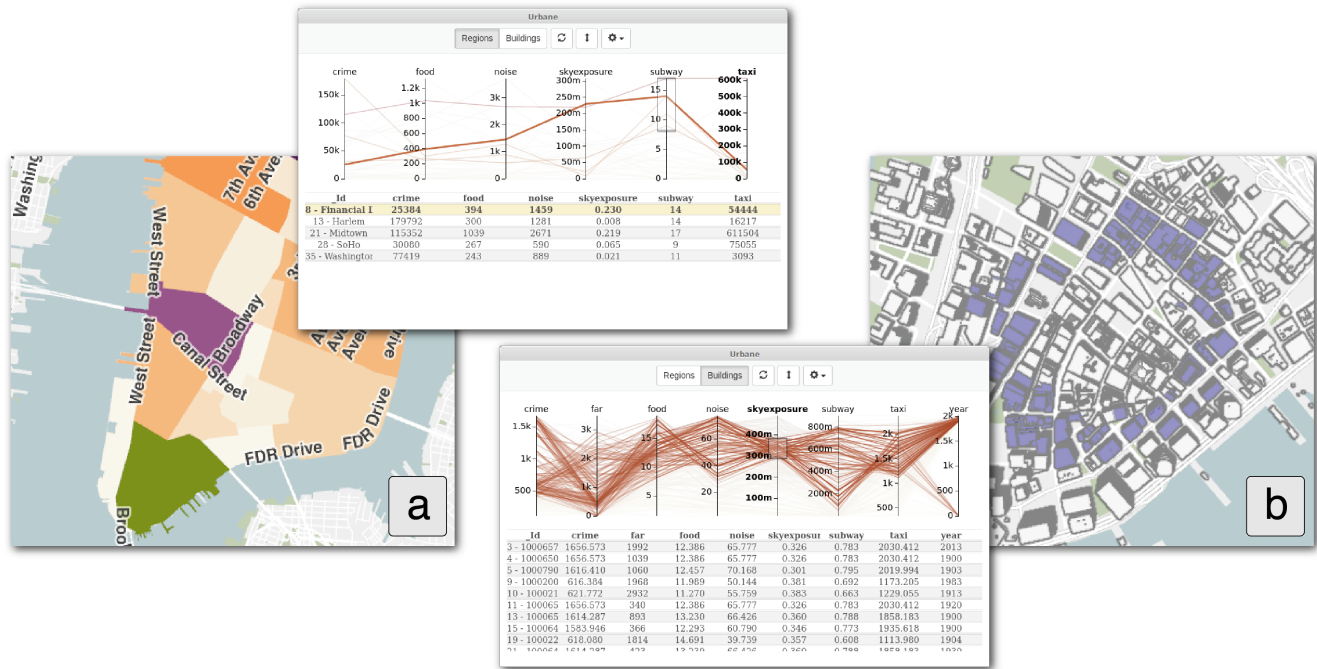 Urbane
Regions Buildings
crime food noise skyexposure subway taxi
150k 100k 50k 0
1.2k 1k 800 600 400 200 0
3k 2k 1k 0
300m 250m 200m 150m 100m 50m 0
15 10 5 0
600k 500k 400k 300k 200k 100k 0
_Id crime food noise skyexposure subway taxi
8 - Financial 25384 394 1459 0.230 14 54444
13 - Harlem 179792 300 1281 0.008 14 16217
21 - Midtown 115352 1039 2671 0.219 17 611504
28 - SoHo 30080 267 590 0.065 9 75055
35 - Washingtor 77419 243 889 0.021 11 3093
Washing
7th Ave
6th Ave.
West Street
3r
Broadway
Canal Street
West Street
Av
Ave
Aven
Drive
FDR Drive
FDR Drive
Broo
a
Urbane
Regions Buildings
crime far food noise skyexposure subway taxi year
1.5k 1k 500
3k 2k 1k 0
15 10 5
60 40 20
400m 300m 200m 100m
800m 600m 400m 200m
2k 1.5k 1k 500
2k 1.5k 1k 500 0
_Id crime far food noise skyexposur subway taxi year
3 - 1000657 1656.573 1992 12.386 65.777 0.326 0.783 2030.412 2013
4 - 1000650 1656.573 1039 12.386 65.777 0.326 0.783 2030.412 1900
5 - 1000790 1616.410 1060 12.457 70.168 0.301 0.795 2019.994 1903
9 - 1000200 616.384 1968 11.989 50.144 0.381 0.692 1173.205 1983
10 - 100021 621.772 2932 11.270 55.759 0.383 0.663 1229.055 1913
11 - 100065 1656.573 340 12.386 65.777 0.326 0.783 2030.412 1920
13 - 100065 1614.287 893 13.230 66.426 0.360 0.788 1858.183 1900
15 - 100064 1583.946 366 12.293 60.790 0.346 0.773 1935.618 1900
19 - 100022 618.080 1814 14.691 39.739 0.357 0.608 1113.980 1904
b